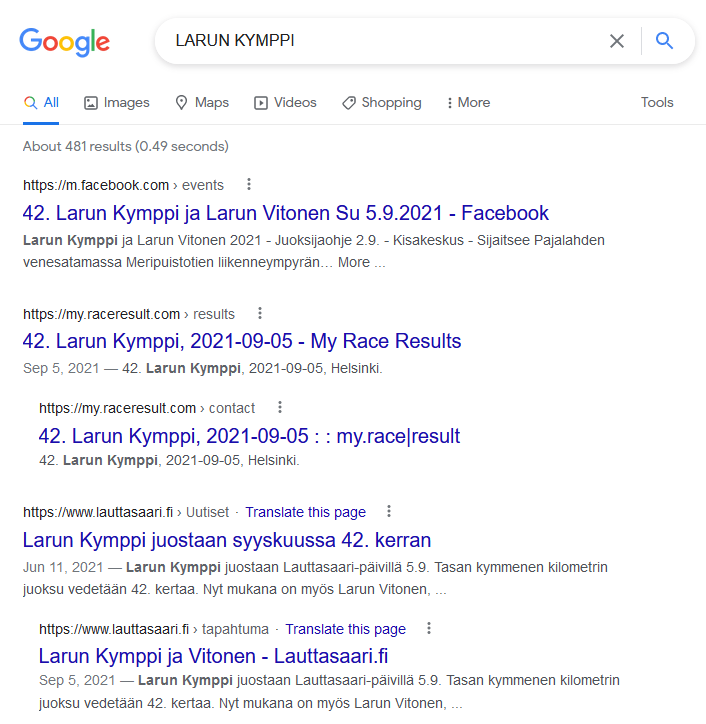 Google
LARUN KYMPPI
All Images Maps Videos Shopping More Tools
About 481 results (0.49 seconds)
https://m.facebook.com › events
42. Larun Kymppi ja Larun Vitonen Su 5.9.2021 - Facebook
Larun Kymppi ja Larun Vitonen 2021 - Juoksijaohje 2.9. - Kisakeskus - Sijaitsee Pajalahden
venesatamassa Meripuistotien liikenneympyrän… More ...
https://my.raceresult.com › results
42. Larun Kymppi, 2021-09-05 - My Race Results
Sep 5, 2021 — 42. Larun Kymppi, 2021-09-05, Helsinki.
https://my.raceresult.com › contact
42. Larun Kymppi, 2021-09-05 : : my.race|result
42. Larun Kymppi, 2021-09-05, Helsinki.
https://www.lauttasaari.fi › Uutiset · Translate this page
Larun Kymppi juostaan syyskuussa 42. kerran
Jun 11, 2021 — Larun Kymppi juostaan Lauttasaari-päivillä 5.9. Tasan kymmenen kilometrin
juoksu vedetään 42. kertaa. Nyt mukana on myös Larun Vitonen, ...
https://www.lauttasaari.fi › tapahtuma · Translate this page
Larun Kymppi ja Vitonen - Lauttasaari.fi
Sep 5, 2021 — Larun Kymppi juostaan Lauttasaari-päivillä 5.9. Tasan kymmenen kilometrin
juoksu vedetään 42. kertaa. Nyt mukana on myös Larun Vitonen, ...